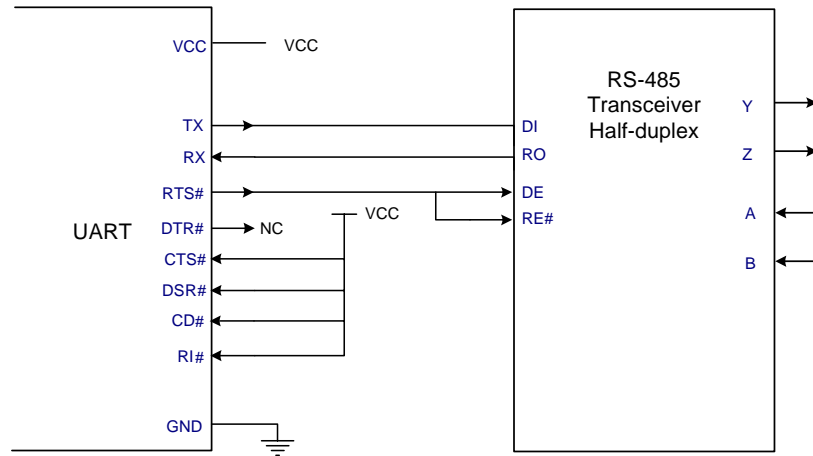 VCC VCC
RS-485
Transceiver
Half-duplex
Y
TX DI
RX RO
Z
RTS# DE
RE#
VCC
A
UART
DTR# NC
CTS#
B
DSR#
CD#
RI#
GND